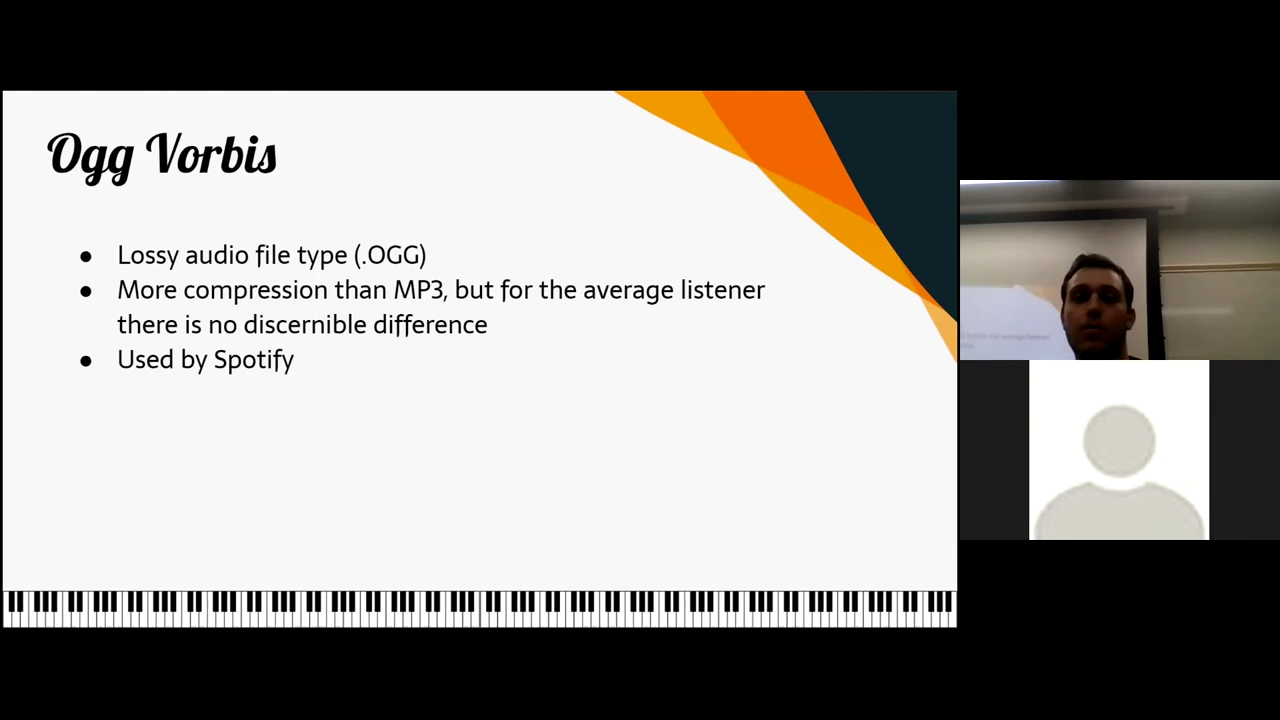 Ogg Vorbis
● Lossy audio file type (.OGG)
● More compression than MP3, but for the average listener
there is no discernible difference
● Used by Spotify